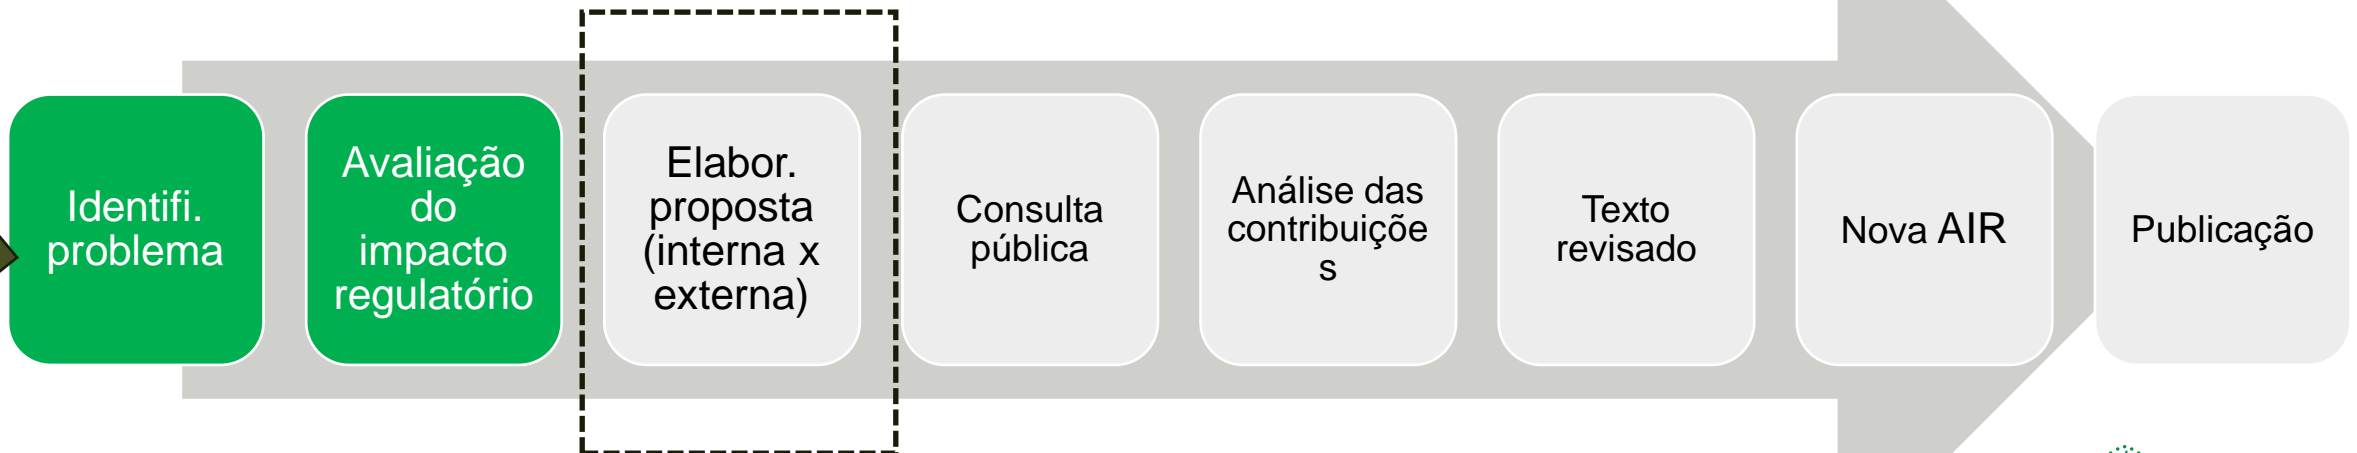 Identifi.
problema
Avaliação
do
impacto
regulatório
Elabor.
proposta
(interna x
externa)
Consulta
pública
Análise das
contribuiçõe
s
Texto
revisado
Nova AIR
Publicação